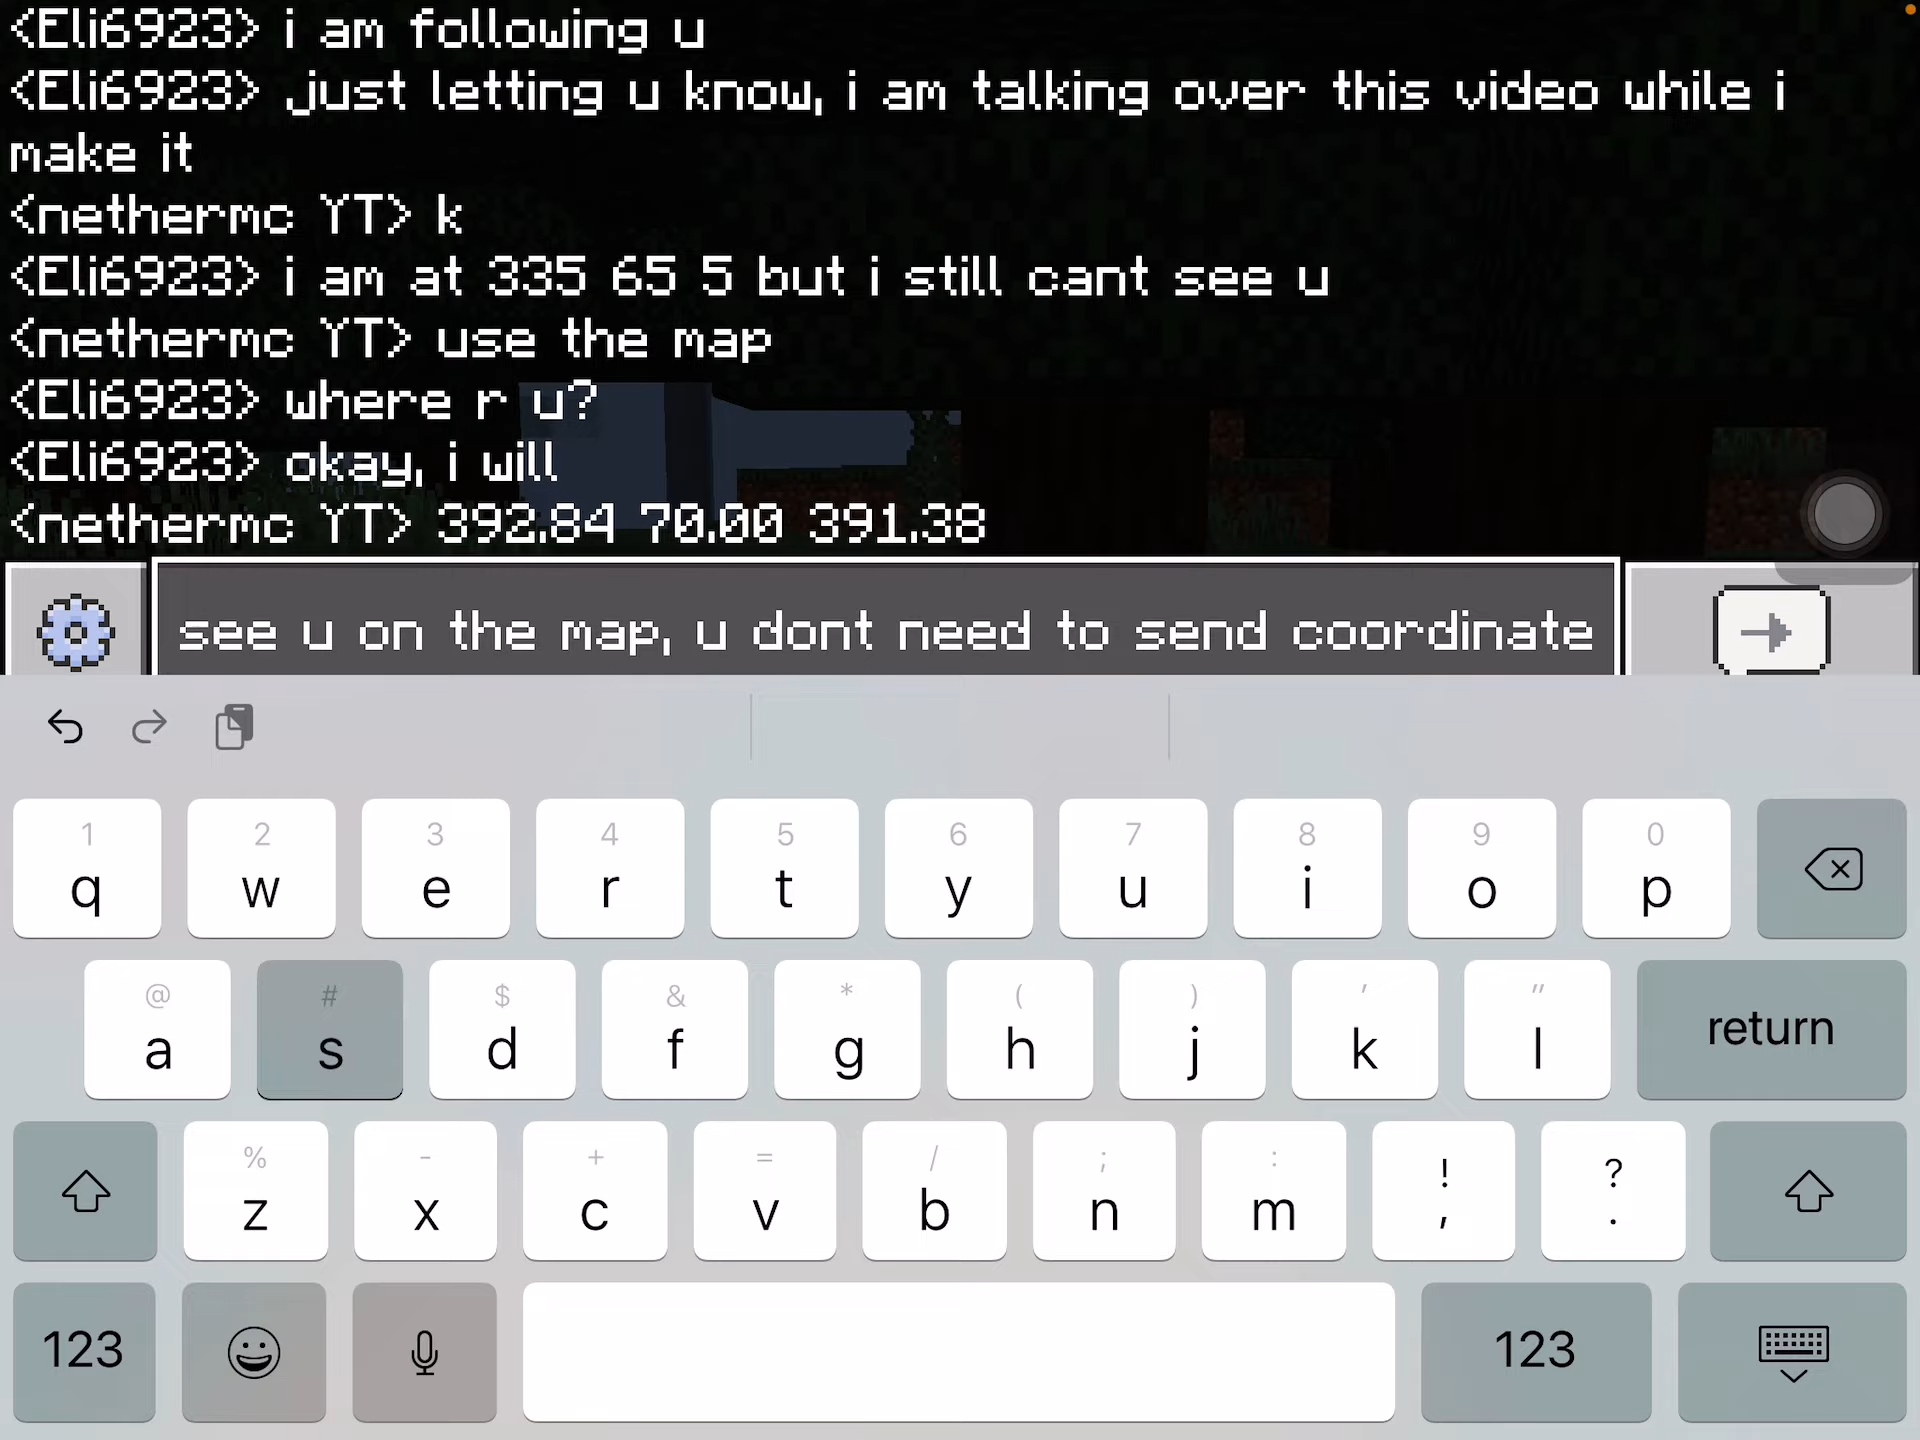 <Eli6923> i am following u
<Eli6923> just letting u know, i am talking over this video while i
make it
<nethermc YT> k
<Eli6923> i am at 335 65 5 but i still cant see u
<nethermc YT> use the map
<Eli6923> where r u?
<Eli6923> okay, i will
<nethermc YT> 392.84 70.00 391.38
see u on the map, u dont need to send coordinate
1 2 3 4 5 6 7 8 9 0
q w e r t y u i o p
@ # $ & * ( ) ' "
a s d f g h j k l return
% - + = / ; : ! ?
z x c v b n m , .
123 123